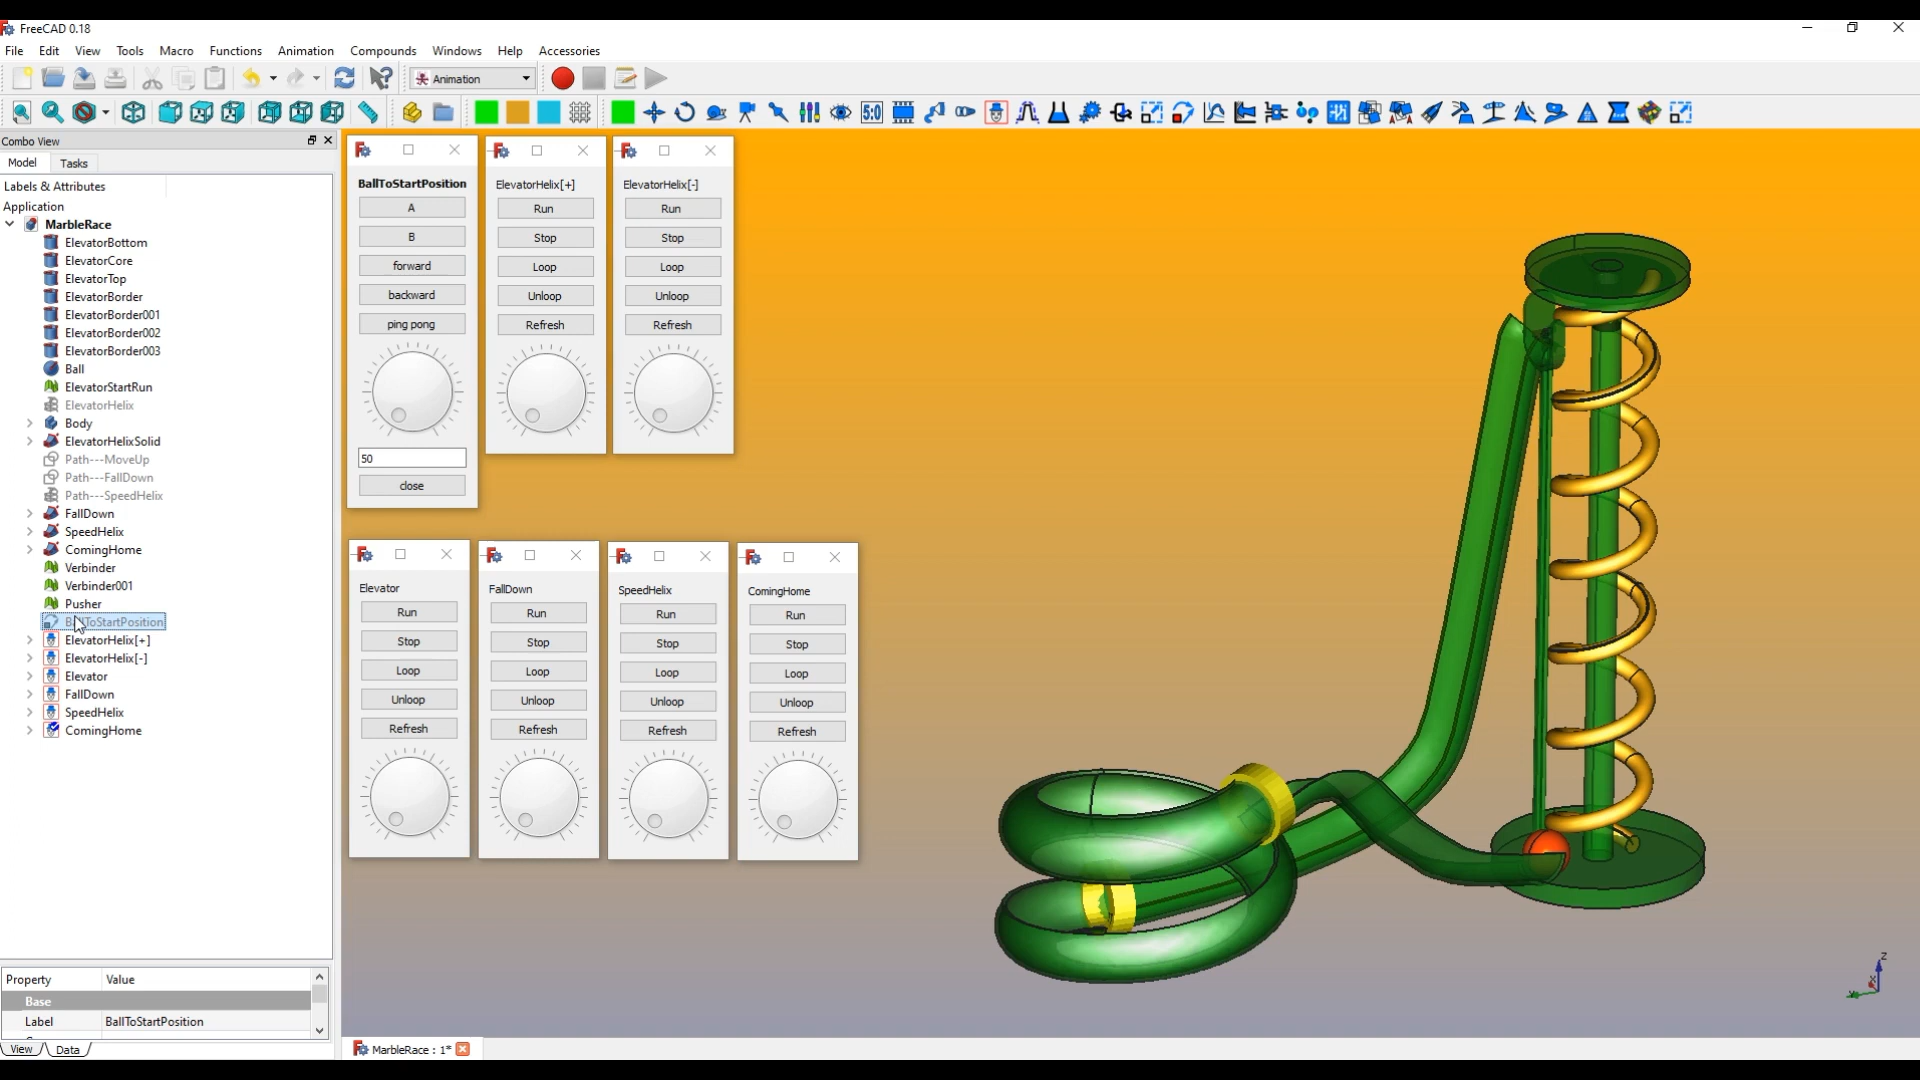 FreeCAD 0.18
File Edit View Tools Macro Functions Animation Compounds Windows Help Accessories
Animation
5:0
Combo View
Model Tasks
Labels & Attributes
Application
MarbleRace
ElevatorBottom
ElevatorCore
ElevatorTop
ElevatorBorder
ElevatorBorder001
ElevatorBorder002
ElevatorBorder003
Ball
ElevatorStartRun
ElevatorHelix
Body
ElevatorHelixSolid
Path---MoveUp
Path---FallDown
Path---SpeedHelix
FallDown
SpeedHelix
ComingHome
Verbinder
Verbinder001
Pusher
BallToStartPosition
ElevatorHelix[+]
ElevatorHelix[-]
Elevator
FallDown
SpeedHelix
ComingHome
Property Value
Base
Label BallToStartPosition
View Data
BallToStartPosition
A
B
forward
backward
ping pong
50
close
ElevatorHelix[+]
Run
Stop
Loop
Unloop
Refresh
ElevatorHelix[-]
Run
Stop
Loop
Unloop
Refresh
Elevator
Run
Stop
Loop
Unloop
Refresh
FallDown
Run
Stop
Loop
Unloop
Refresh
SpeedHelix
Run
Stop
Loop
Unloop
Refresh
ComingHome
Run
Stop
Loop
Unloop
Refresh
Z
X
Y
MarbleRace : 1*